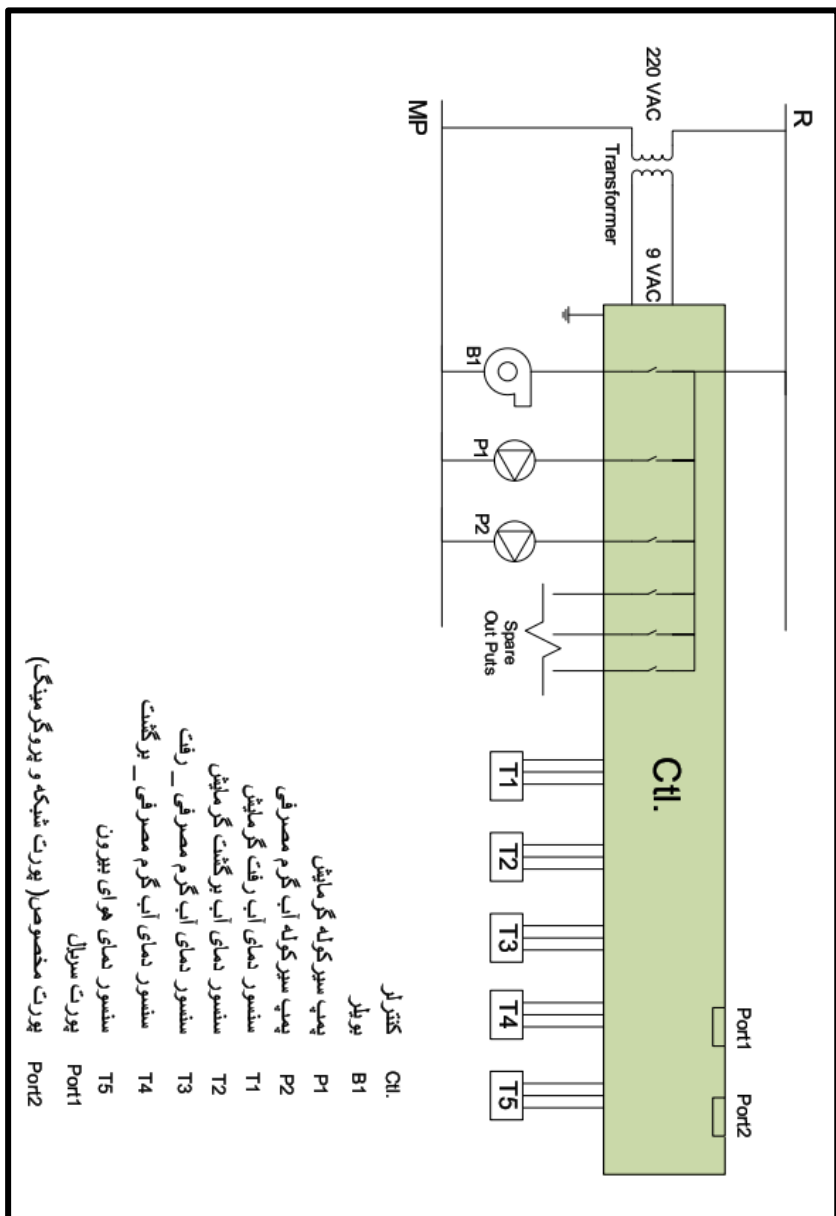 R
220 VAC
Transformer
9 VAC
MP
B1
P1
P2
Spare
Out Puts
Ctl.
T1
T2
T3
T4
T5
Port1
Port2
Ctl. کنترلر
B1 بویلر
P1 پمپ سیرکوله گرمایش
P2 پمپ سیرکوله آب گرم مصرفی
T1 سنسور دمای آب رفت گرمایش
T2 سنسور دمای آب برگشت گرمایش
T3 سنسور دمای آب گرم مصرفی _ رفت
T4 سنسور دمای آب گرم مصرفی _ برگشت
T5 سنسور دمای هوای بیرون
Port1 پورت سریال
Port2 پورت مخصوص( پورت شبکه و پروگرمینگ)